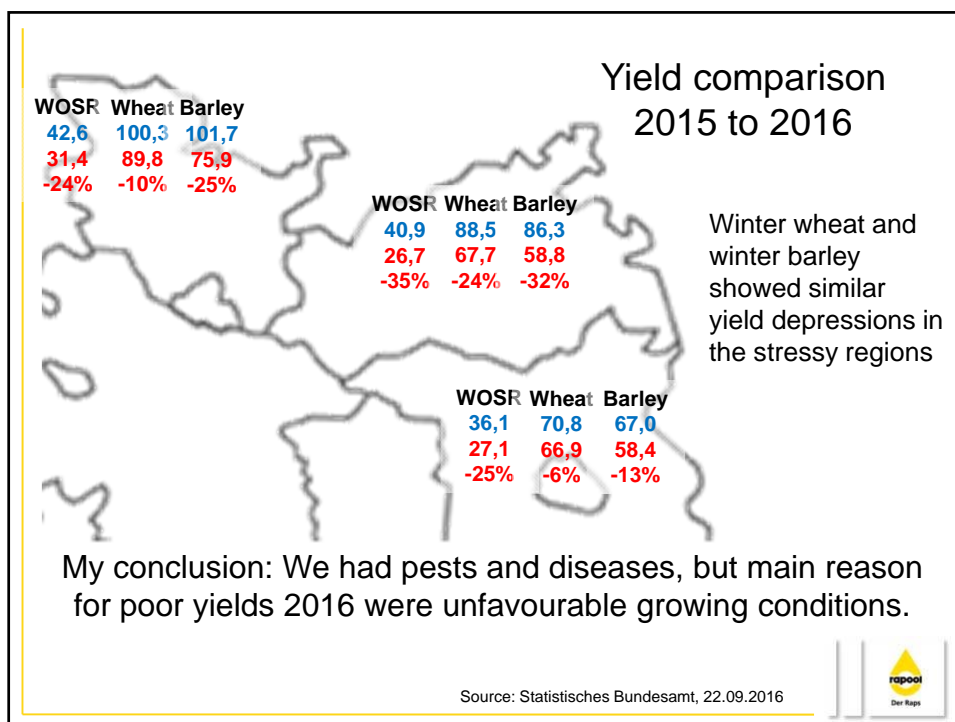 Yield comparison
2015 to 2016
WOSR Wheat Barley
42,6 100,3 101,7
31,4 89,8 75,9
-24% -10% -25%
WOSR Wheat Barley
40,9 88,5 86,3
26,7 67,7 58,8
-35% -24% -32%
Winter wheat and
winter barley
showed similar
yield depressions in
the stressy regions
WOSR Wheat Barley
36,1 70,8 67,0
27,1 66,9 58,4
-25% -6% -13%
My conclusion: We had pests and diseases, but main reason
for poor yields 2016 were unfavourable growing conditions.
Source: Statistisches Bundesamt, 22.09.2016
rapool
Der Raps